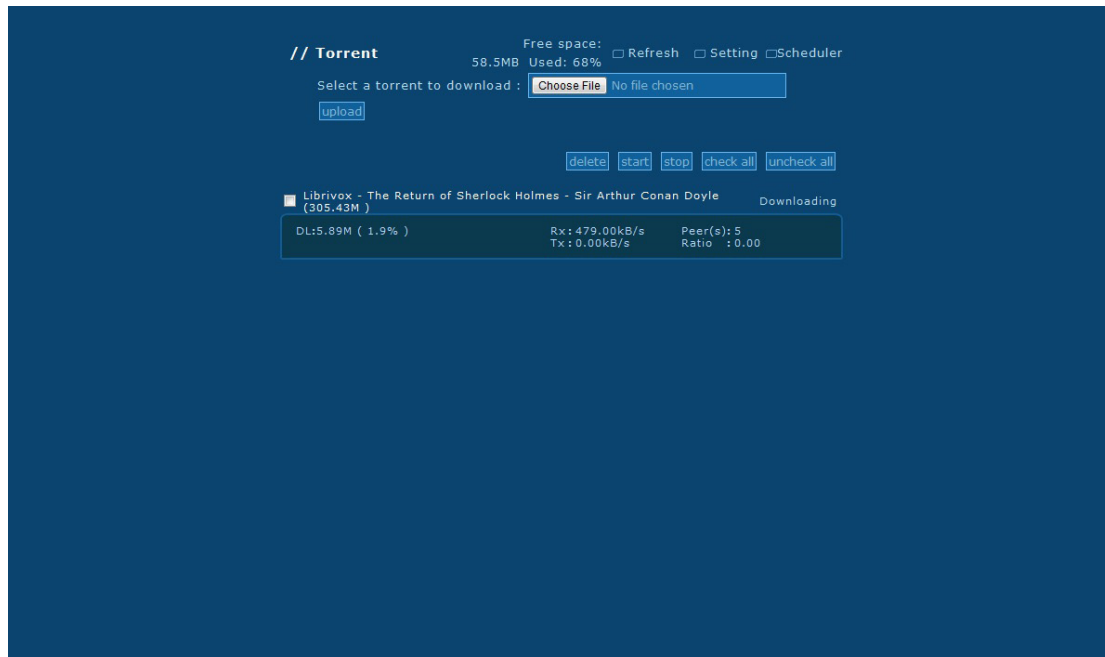 // Torrent
Free space:
58.5MB Used: 68%
Refresh Setting Scheduler
Select a torrent to download : Choose File No file chosen
upload
delete start stop check all uncheck all
Librivox - The Return of Sherlock Holmes - Sir Arthur Conan Doyle
(305.43M )
Downloading
DL:5.89M ( 1.9% ) Rx:479.00kB/s Peer(s):5
Tx:0.00kB/s Ratio :0.00